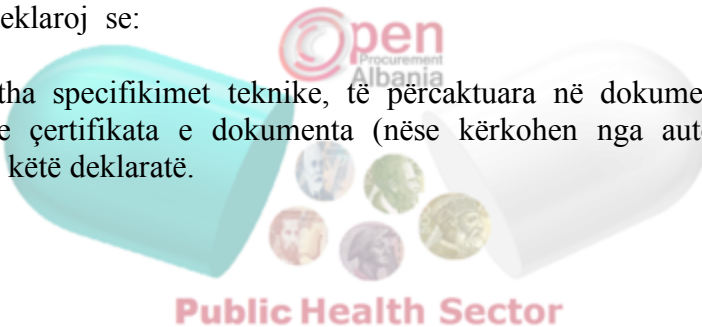 eklaroj se:
Open
Procurement
Albania
tha specifikimet teknike, të përcaktuara në dokume
e çertifikata e dokumenta (nëse kërkohen nga aut
këtë deklaratë.
Public Health Sector